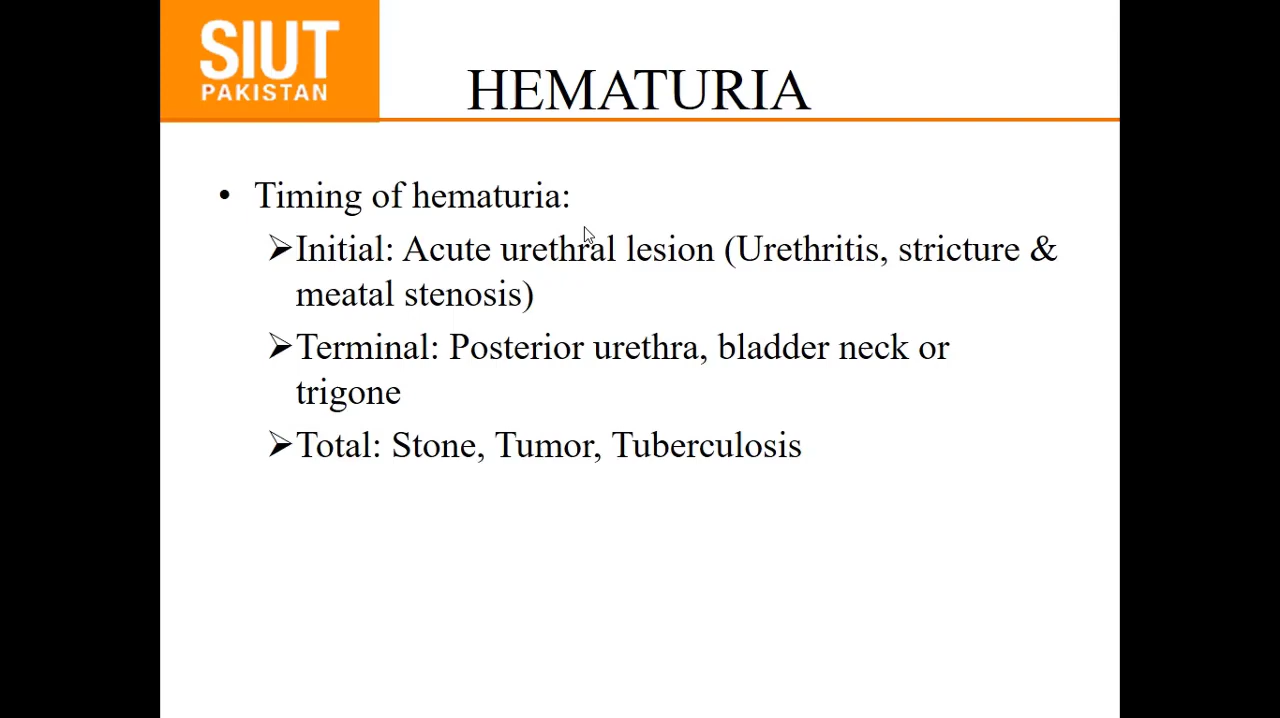 SIUT
PAKISTAN
HEMATURIA
• Timing of hematuria:
➢Initial: Acute urethral lesion (Urethritis, stricture &
meatal stenosis)
➢Terminal: Posterior urethra, bladder neck or
trigone
➢Total: Stone, Tumor, Tuberculosis